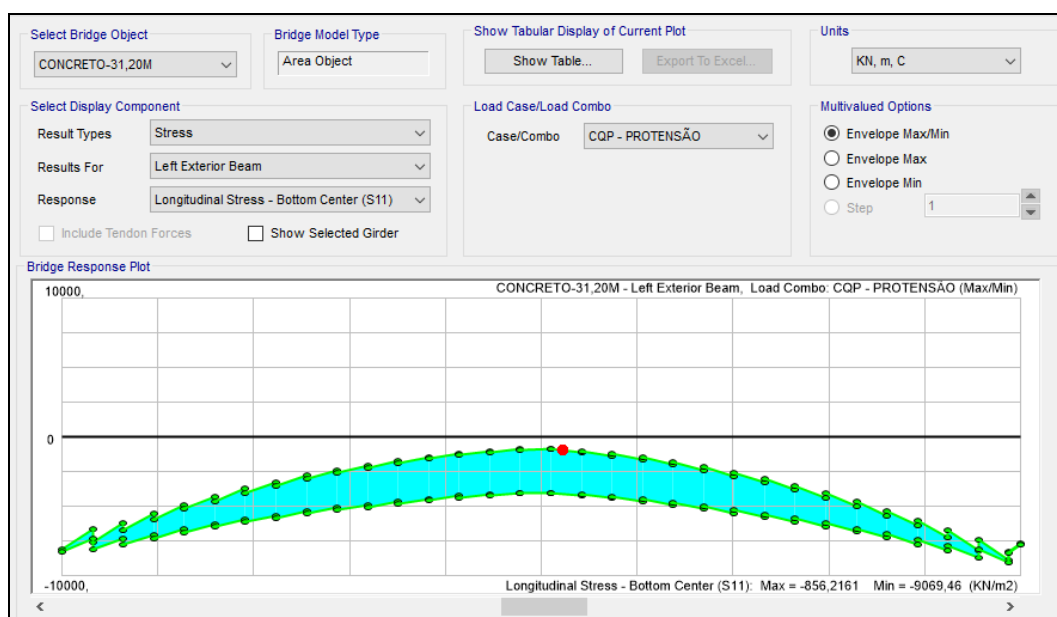 Select Bridge Object
CONCRETO-31,20M
Bridge Model Type
Area Object
Show Tabular Display of Current Plot
Show Table...
Export To Excel...
Units
KN, m, C
Select Display Component
Result Types
Stress
Results For
Left Exterior Beam
Response
Longitudinal Stress - Bottom Center (S11)
Include Tendon Forces
Show Selected Girder
Load Case/Load Combo
Case/Combo
CQP - PROTENSÃO
Multivalued Options
Envelope Max/Min
Envelope Max
Envelope Min
Step
1
Bridge Response Plot
10000,
CONCRETO-31,20M - Left Exterior Beam, Load Combo: CQP - PROTENSÃO (Max/Min)
0
-10000,
Longitudinal Stress - Bottom Center (S11): Max = -856,2161 Min = -9069,46 (KN/m2)